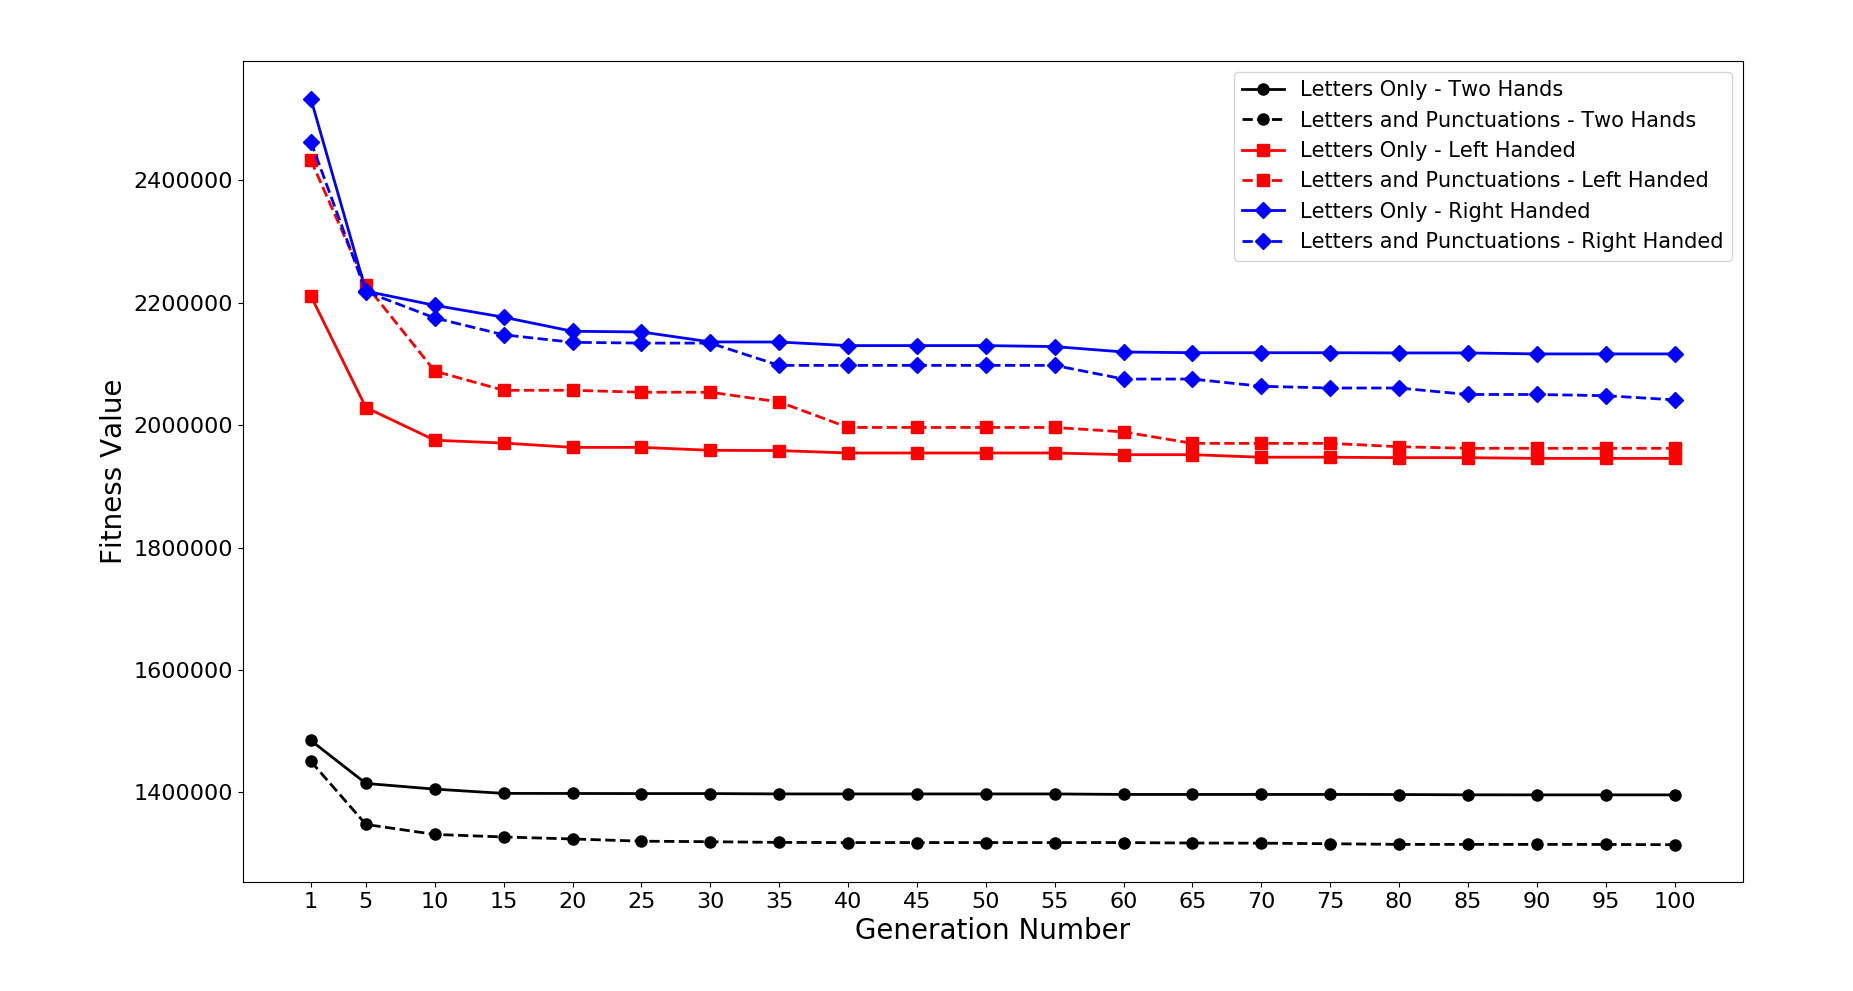 Letters Only - Two Hands
Letters and Punctuations - Two Hands
Letters Only - Left Handed
Letters and Punctuations - Left Handed
Letters Only - Right Handed
Letters and Punctuations - Right Handed
Fitness Value
2400000
2200000
2000000
1800000
1600000
1400000
1 5 10 15 20 25 30 35 40 45 50 55 60 65 70 75 80 85 90 95 100
Generation Number